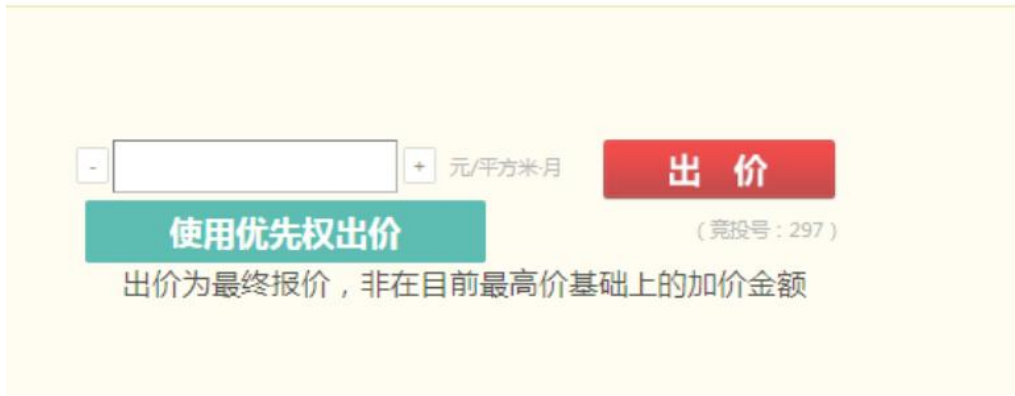 - + 元/平方米·月 出 价
使用优先权出价 （竞投号：297）
出价为最终报价，非在目前最高价基础上的加价金额